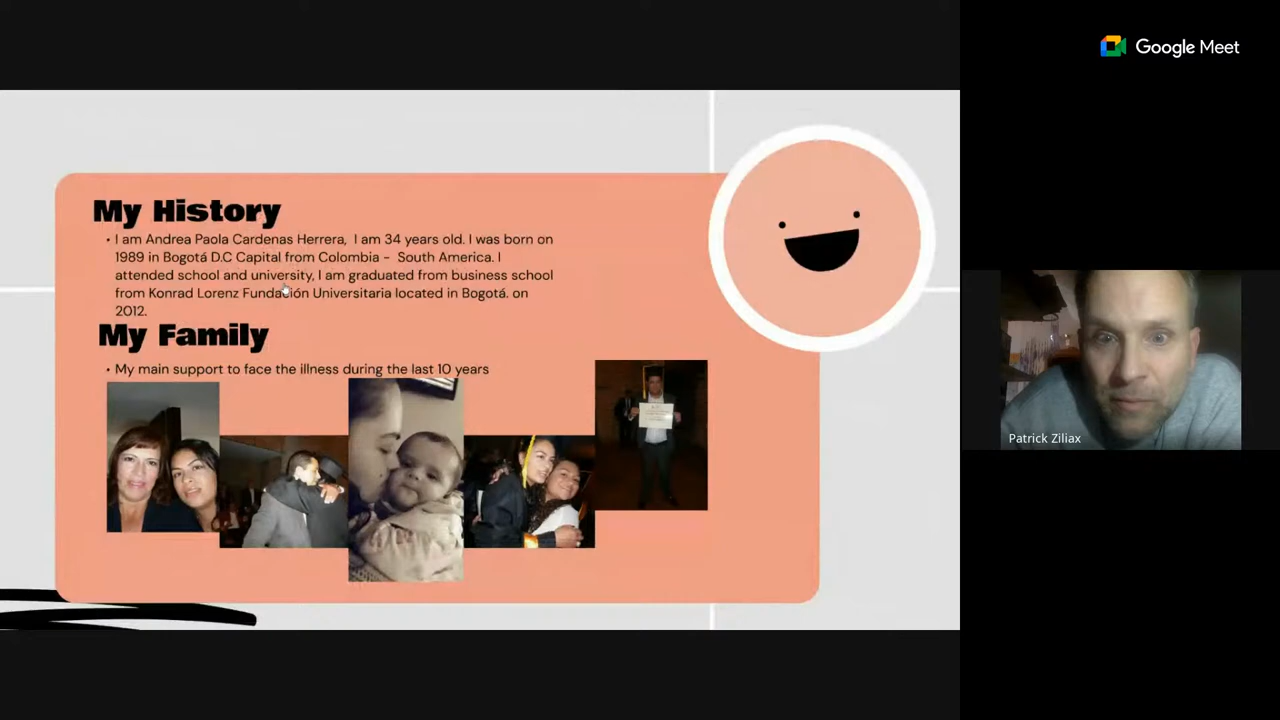 Google Meet
My History
• I am Andrea Paola Cardenas Herrera, I am 34 years old. I was born on
1989 in Bogotá D.C Capital from Colombia - South America. I
attended school and university, I am graduated from business school
from Konrad Lorenz Fundación Universitaria located in Bogotá. on
2012.
My Family
• My main support to face the illness during the last 10 years
Patrick Ziliax